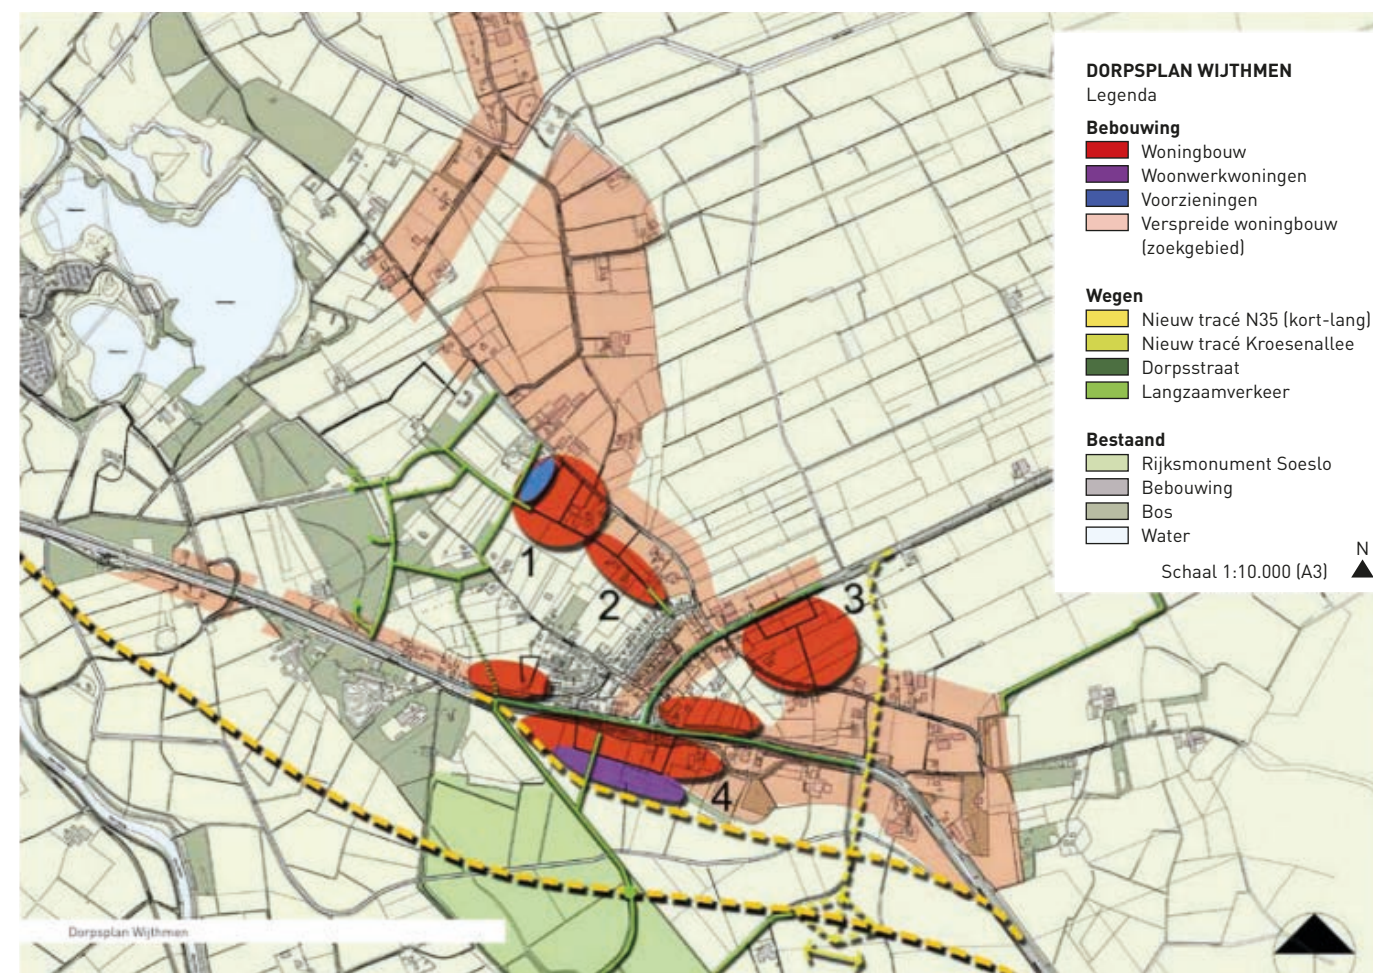 DORPSPLAN WIJTHMEN
Legenda
Bebouwing
Woningbouw
Woonwerkwoningen
Voorzieningen
Verspreide woningbouw
(zoekgebied)
Wegen
Nieuw tracé N35 (kort-lang)
Nieuw tracé Kroesenallee
Dorpsstraat
Langzaamverkeer
Bestaand
Rijksmonument Soeslo
Bebouwing
Bos
Water
N
Schaal 1:10.000 (A3)
1
2
3
4
Dorpsplan Wijthmen